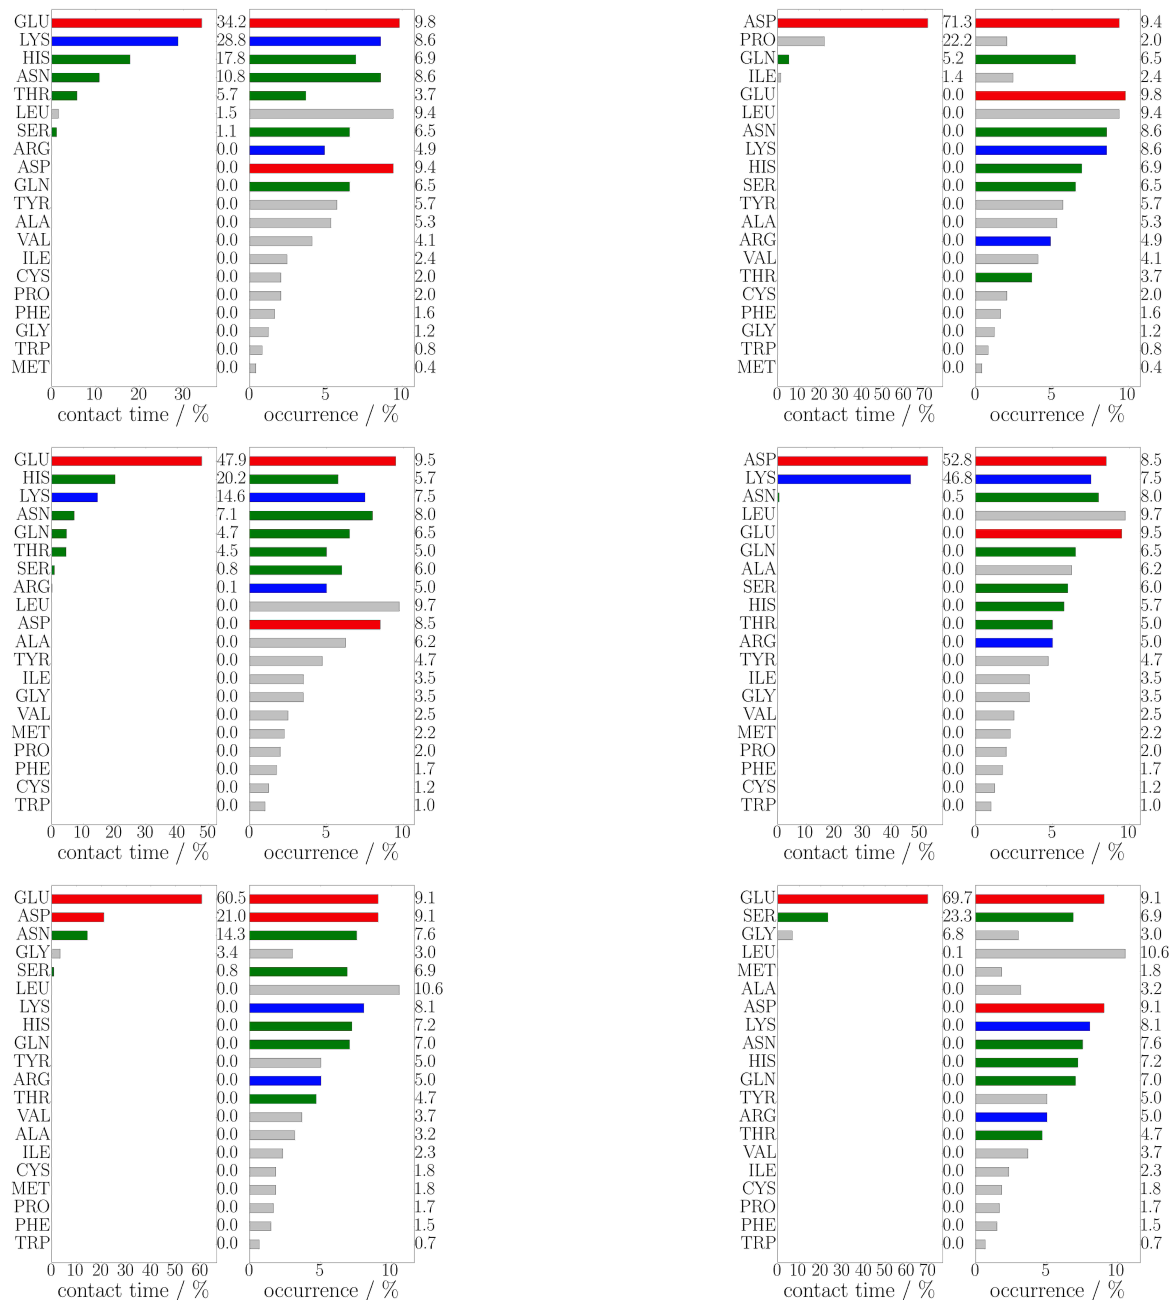 GLU 34.2 9.8
LYS 28.8 8.6
HIS 17.8 6.9
ASN 10.8 8.6
THR 5.7 3.7
LEU 1.5 9.4
SER 1.1 6.5
ARG 0.0 4.9
ASP 0.0 9.4
GLN 0.0 6.5
TYR 0.0 5.7
ALA 0.0 5.3
VAL 0.0 4.1
ILE 0.0 2.4
CYS 0.0 2.0
PRO 0.0 2.0
PHE 0.0 1.6
GLY 0.0 1.2
TRP 0.0 0.8
MET 0.0 0.4
0 10 20 30 0 5 10
contact time / % occurrence / %
ASP 71.3 9.4
PRO 22.2 2.0
GLN 5.2 6.5
ILE 1.4 2.4
GLU 0.0 9.8
LEU 0.0 9.4
ASN 0.0 8.6
LYS 0.0 8.6
HIS 0.0 6.9
SER 0.0 6.5
TYR 0.0 5.7
ALA 0.0 5.3
ARG 0.0 4.9
VAL 0.0 4.1
THR 0.0 3.7
CYS 0.0 2.0
PHE 0.0 1.6
GLY 0.0 1.2
TRP 0.0 0.8
MET 0.0 0.4
0 10 20 30 40 50 60 70 0 5 10
contact time / % occurrence / %
GLU 47.9 9.5
HIS 20.2 5.7
LYS 14.6 7.5
ASN 7.1 8.0
GLN 4.7 6.5
THR 4.5 5.0
SER 0.8 6.0
ARG 0.1 5.0
LEU 0.0 9.7
ASP 0.0 8.5
ALA 0.0 6.2
TYR 0.0 4.7
ILE 0.0 3.5
GLY 0.0 3.5
VAL 0.0 2.5
MET 0.0 2.2
PRO 0.0 2.0
PHE 0.0 1.7
CYS 0.0 1.2
TRP 0.0 1.0
0 10 20 30 40 50 0 5 10
contact time / % occurrence / %
ASP 52.8 8.5
LYS 46.8 7.5
ASN 0.5 8.0
LEU 0.0 9.7
GLU 0.0 9.5
GLN 0.0 6.5
ALA 0.0 6.2
SER 0.0 6.0
HIS 0.0 5.7
THR 0.0 5.0
ARG 0.0 5.0
TYR 0.0 4.7
ILE 0.0 3.5
GLY 0.0 3.5
VAL 0.0 2.5
MET 0.0 2.2
PRO 0.0 2.0
PHE 0.0 1.7
CYS 0.0 1.2
TRP 0.0 1.0
0 10 20 30 40 50 0 5 10
contact time / % occurrence / %
GLU 60.5 9.1
ASP 21.0 9.1
ASN 14.3 7.6
GLY 3.4 3.0
SER 0.8 6.9
LEU 0.0 10.6
LYS 0.0 8.1
HIS 0.0 7.2
GLN 0.0 7.0
TYR 0.0 5.0
ARG 0.0 5.0
THR 0.0 4.7
VAL 0.0 3.7
ALA 0.0 3.2
ILE 0.0 2.3
CYS 0.0 1.8
MET 0.0 1.8
PRO 0.0 1.7
PHE 0.0 1.5
TRP 0.0 0.7
0 10 20 30 40 50 60 0 5 10
contact time / % occurrence / %
GLU 69.7 9.1
SER 23.3 6.9
GLY 6.8 3.0
LEU 0.1 10.6
MET 0.0 1.8
ALA 0.0 3.2
ASP 0.0 9.1
LYS 0.0 8.1
ASN 0.0 7.6
HIS 0.0 7.2
GLN 0.0 7.0
TYR 0.0 5.0
ARG 0.0 5.0
THR 0.0 4.7
VAL 0.0 3.7
ILE 0.0 2.3
CYS 0.0 1.8
PRO 0.0 1.7
PHE 0.0 1.5
TRP 0.0 0.7
0 10 20 30 40 50 60 70 0 5 10
contact time / % occurrence / %